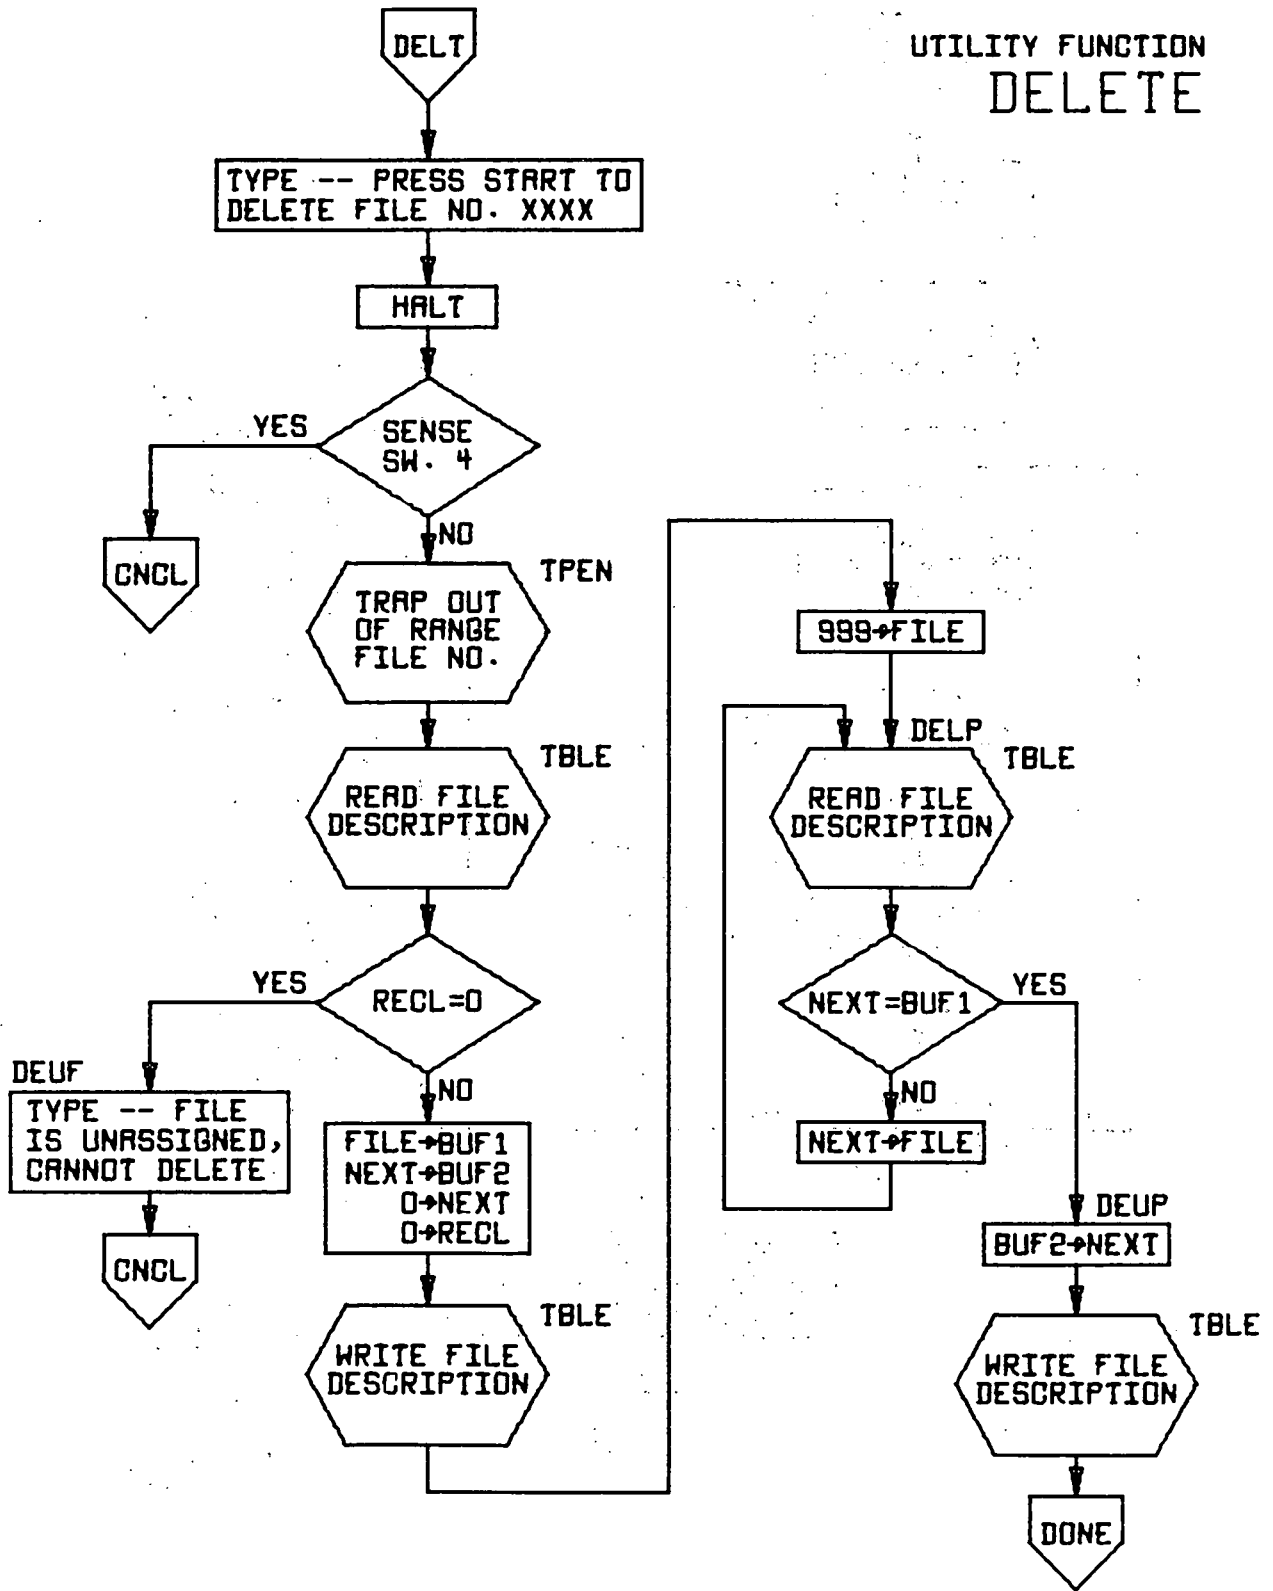 UTILITY FUNCTION
DELETE
DELT
TYPE -- PRESS START TO
DELETE FILE NO. XXXX
HALT
SENSE
SW. 4
YES
NO
CNCL
TPEN
TRAP OUT
OF RANGE
FILE NO.
TBLE
READ FILE
DESCRIPTION
RECL=0
YES
NO
DEUF
TYPE -- FILE
IS UNASSIGNED,
CANNOT DELETE
CNCL
FILE→BUF1
NEXT→BUF2
0→NEXT
0→RECL
TBLE
WRITE FILE
DESCRIPTION
999→FILE
DELP
TBLE
READ FILE
DESCRIPTION
NEXT=BUF1
YES
NO
NEXT→FILE
DEUP
BUF2→NEXT
TBLE
WRITE FILE
DESCRIPTION
DONE